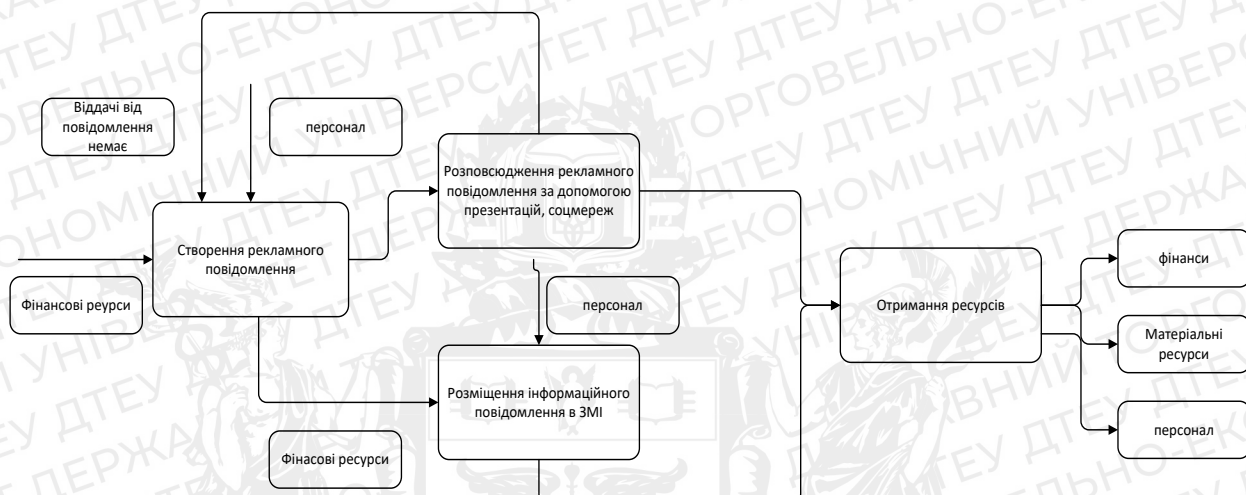 Віддачі від
повідомлення
немає
персонал
Розповсюдження рекламного
повідомлення за допомогою
презентацій, соцмереж
Створення рекламного
повідомлення
Фінансові реурси
персонал
Отримання ресурсів
фінанси
Матеріальні
ресурси
персонал
Розміщення інформаційного
повідомлення в ЗМІ
Фінасові ресурси